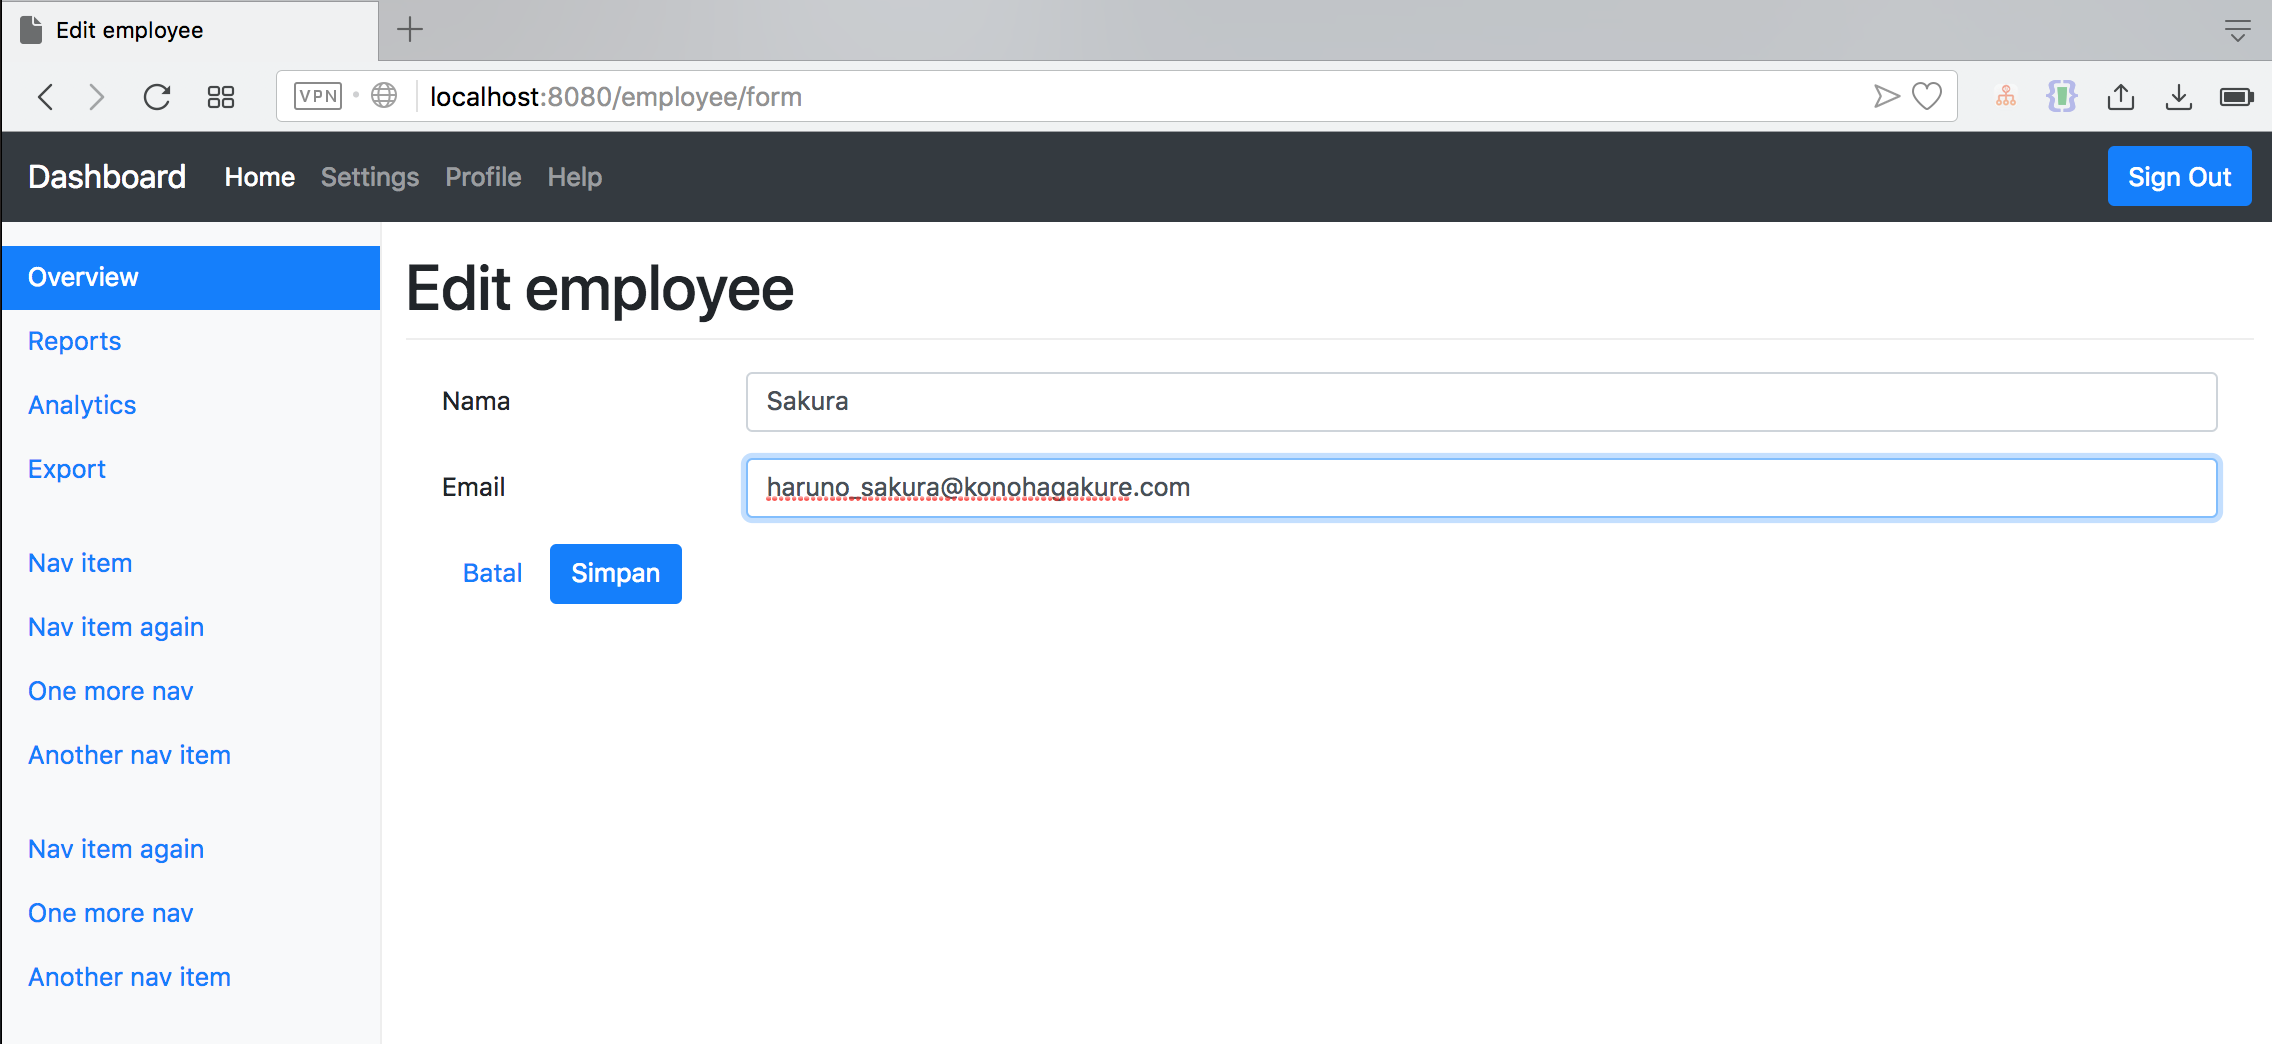 Edit employee
VPN localhost:8080/employee/form
Dashboard Home Settings Profile Help Sign Out
Overview
Reports
Analytics
Export
Nav item
Nav item again
One more nav
Another nav item
Nav item again
One more nav
Another nav item
Edit employee
Nama Sakura
Email haruno_sakura@konohagakure.com
Batal Simpan